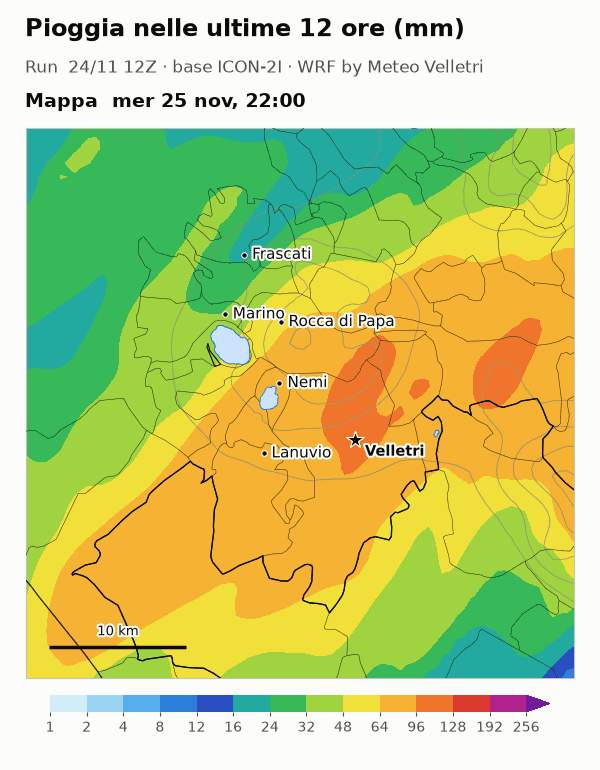 Pioggia nelle ultime 12 ore (mm)
Run  24/11 12Z · base ICON-2I · WRF by Meteo Velletri
Mappa  mer 25 nov, 22:00
Frascati
Marino
Rocca di Papa
Nemi
Velletri
Lanuvio
10 km
1 2 4 8 12 16 24 32 48 64 96 128 192 256